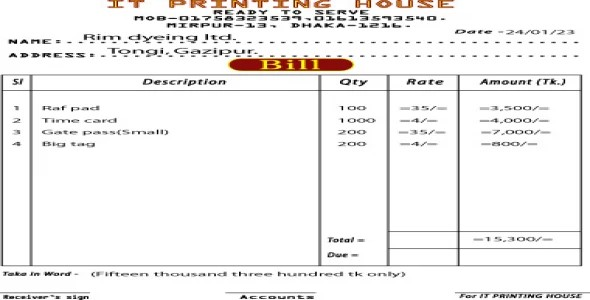 IT PRINTING HOUSE
READY TO SERVE
MOB-01758323539,01613593540.
MIRPUR-13, DHAKA-1216.
Date -24/01/23
NAME:- Rim dyeing ltd.
ADDRESS: Tongi, Gazipur.
Bill
Sl Description Qty Rate Amount (Tk.)
1 Raf pad 100 =35/= =3,500/=
2 Time card 1000 =4/= =4,000/=
3 Gate pass(Small) 200 =35/= =7,000/=
4 Big tag 200 =4/= =800/=
Total = =15,300/=
Due =
Taka In Word - (Fifteen thousand three hundred tk only)
Receiver's sign Accounts For IT PRINTING HOUSE